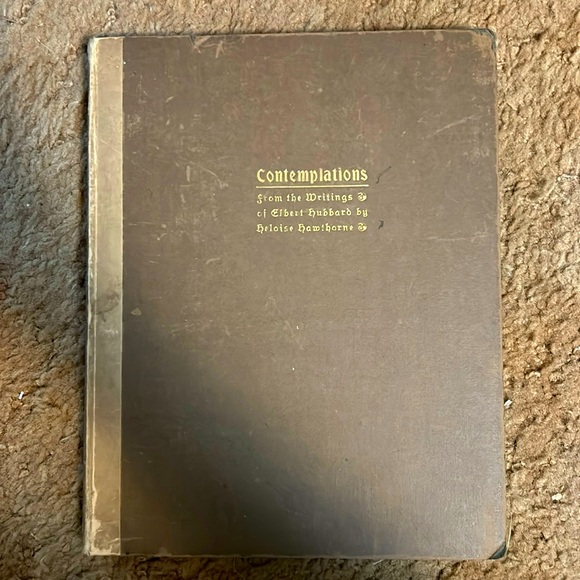 Contemplations
From the Writings
of Elbert Hubbard by
Heloise Hawthorne